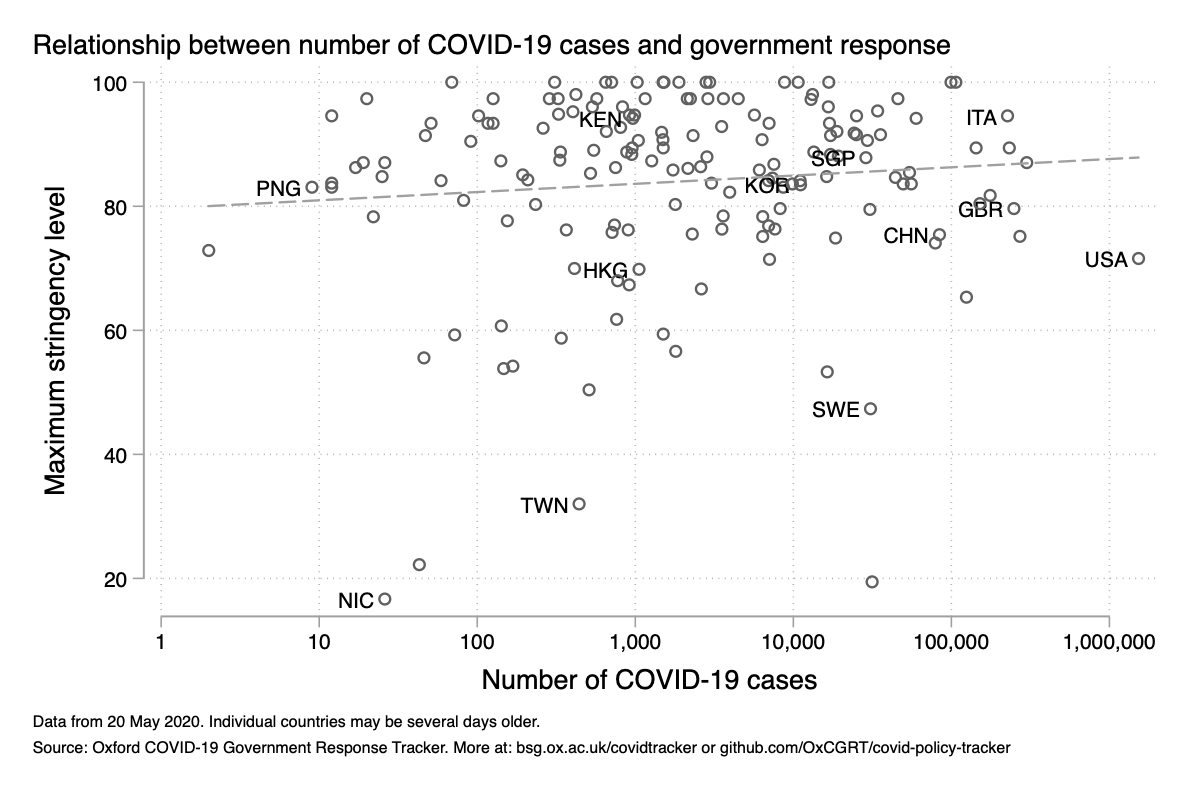 Relationship between number of COVID-19 cases and government response
100
KEN
ITA
SGP
PNG
KOR
80
GBR
CHN
USA
HKG
60
SWE
40
TWN
20
NIC
Maximum stringency level
1 10 100 1,000 10,000 100,000 1,000,000
Number of COVID-19 cases
Data from 20 May 2020. Individual countries may be several days older.
Source: Oxford COVID-19 Government Response Tracker. More at: bsg.ox.ac.uk/covidtracker or github.com/OxCGRT/covid-policy-tracker